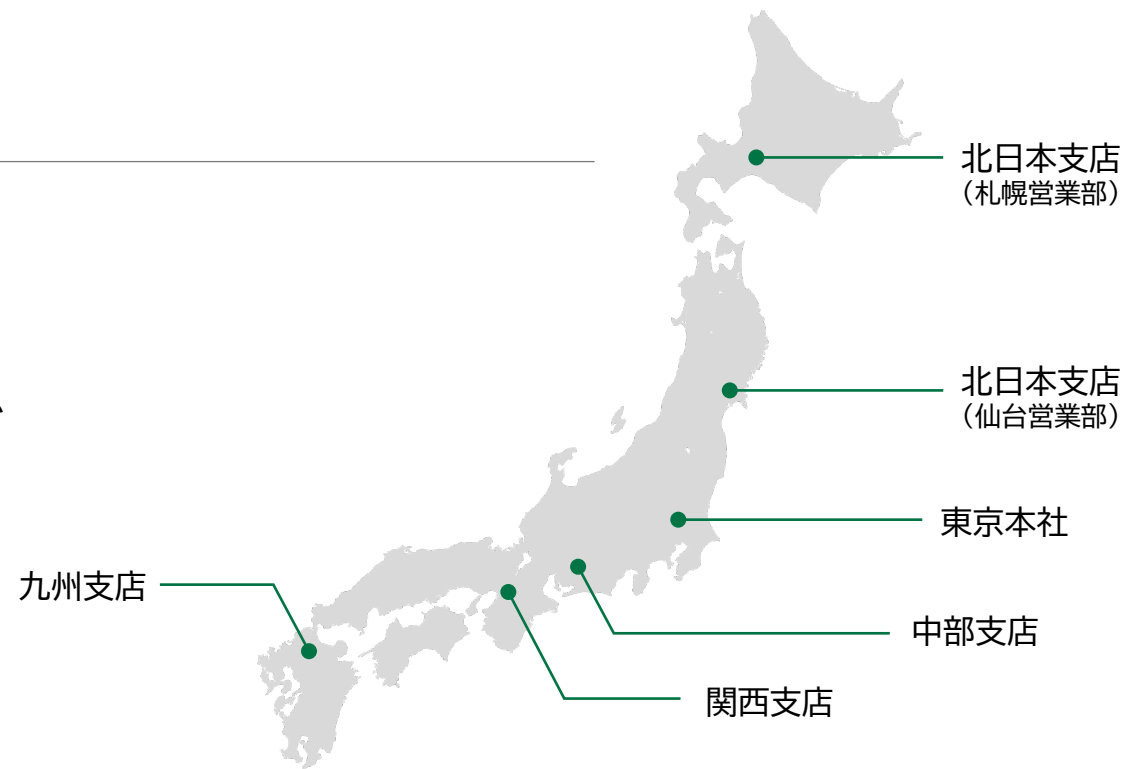 北日本支店
（札幌営業部）
北日本支店
（仙台営業部）
東京本社
九州支店
中部支店
関西支店